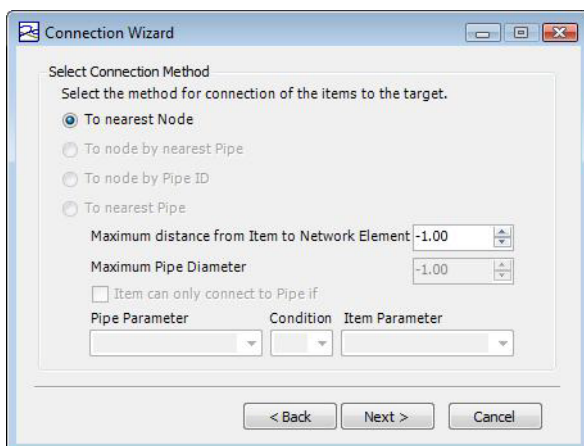 Connection Wizard
Select Connection Method
Select the method for connection of the items to the target.
To nearest Node
To node by nearest Pipe
To node by Pipe ID
To nearest Pipe
Maximum distance from Item to Network Element -1.00
Maximum Pipe Diameter -1.00
Item can only connect to Pipe if
Pipe Parameter Condition Item Parameter
< Back Next > Cancel